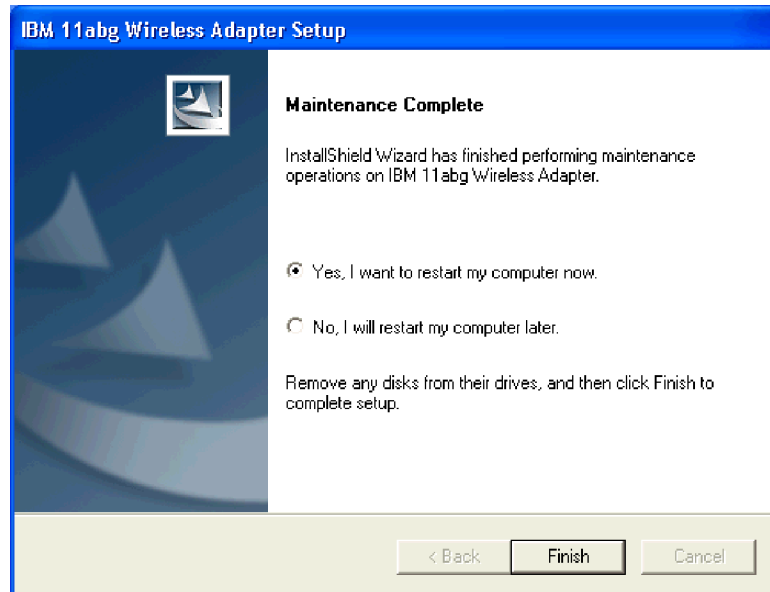 IBM 11abg Wireless Adapter Setup
Maintenance Complete
InstallShield Wizard has finished performing maintenance
operations on IBM 11abg Wireless Adapter.
Yes, I want to restart my computer now.
No, I will restart my computer later.
Remove any disks from their drives, and then click Finish to
complete setup.
< Back Finish Cancel